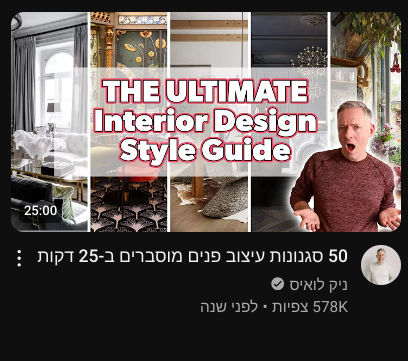 THE ULTIMATE
Interior Design
Style Guide
25:00
50 סגנונות עיצוב פנים מוסברים ב-25 דקות
ניק לואיס
578K צפיות • לפני שנה